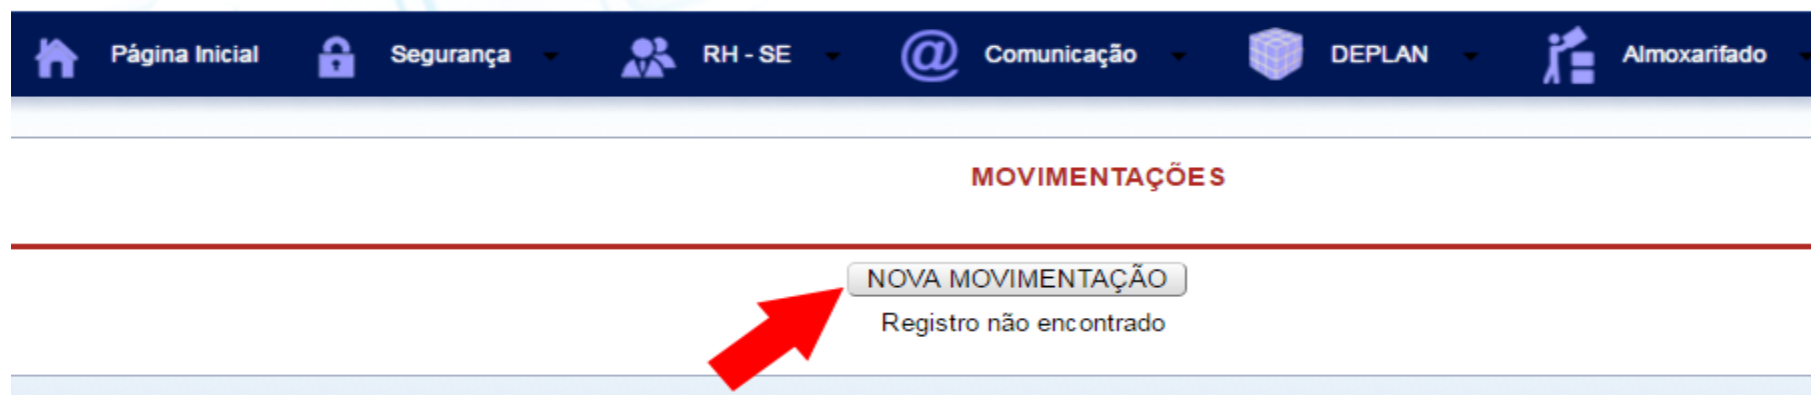 Página Inicial Segurança RH - SE Comunicação DEPLAN Almoxarifado
MOVIMENTAÇÕES
NOVA MOVIMENTAÇÃO
Registro não encontrado